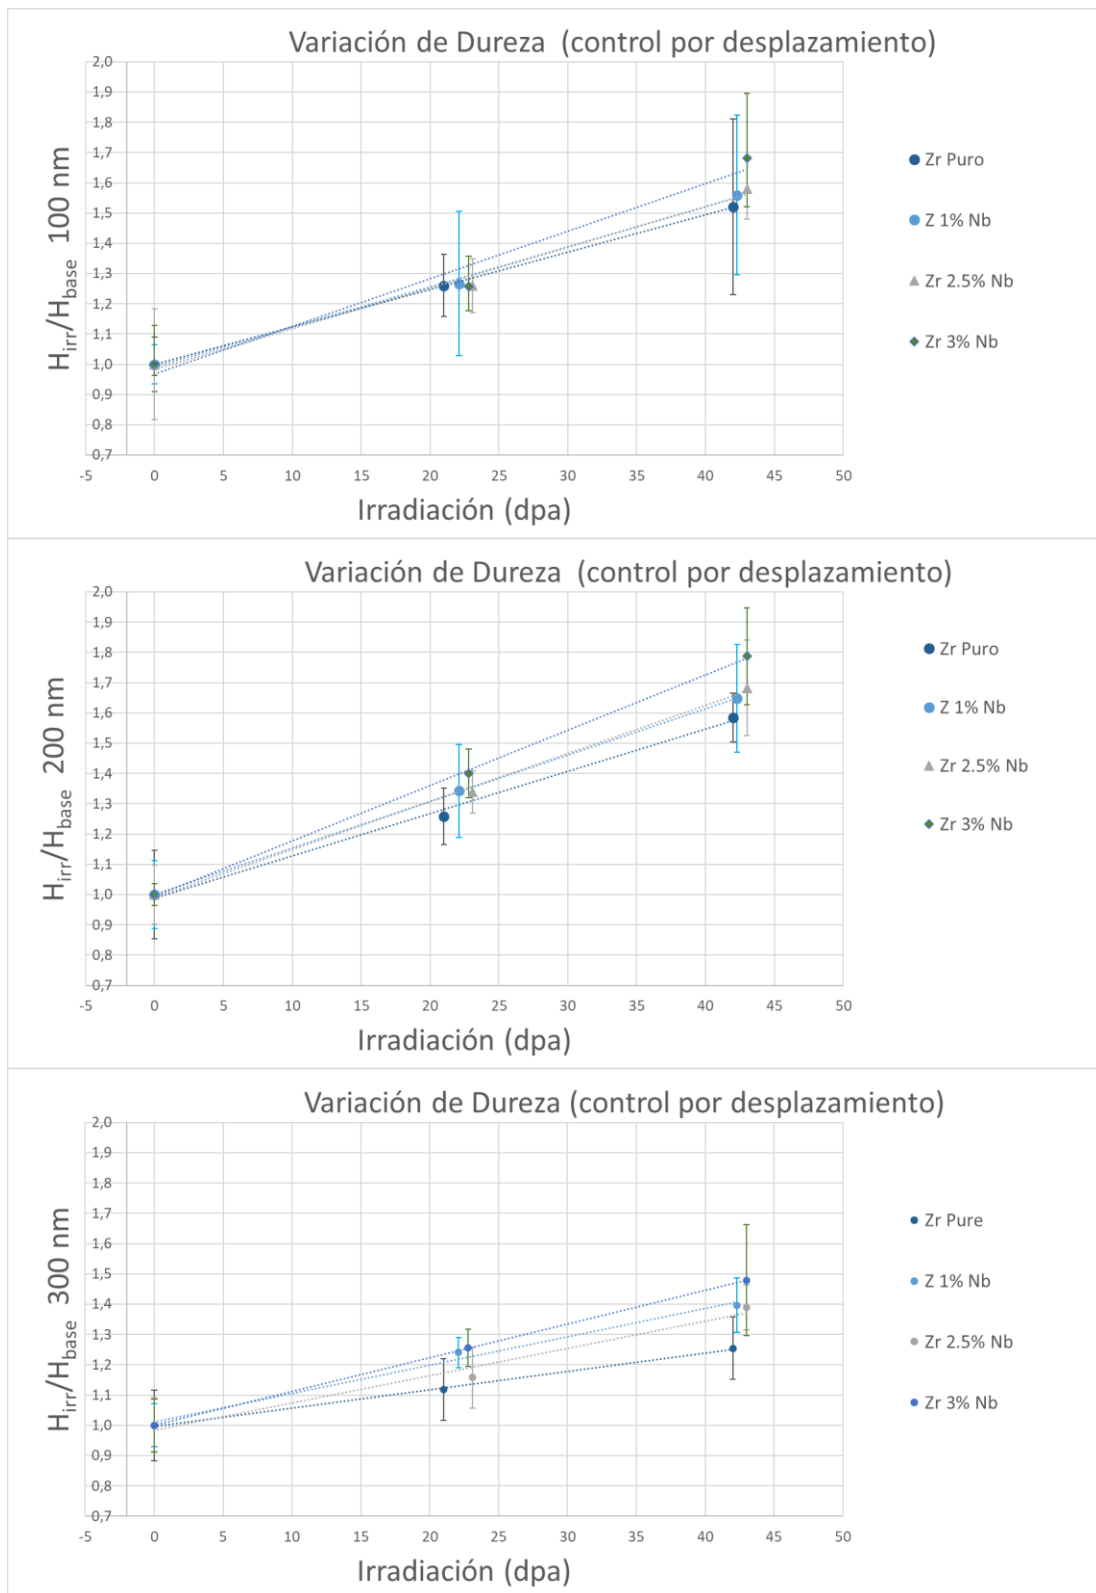 Variación de Dureza (control por desplazamiento)
2,0
1,9
1,8
1,7
1,6
1,5
1,4
1,3
1,2
1,1
1,0
0,9
0,8
0,7
H_irr/H_base 100 nm
-5 0 5 10 15 20 25 30 35 40 45 50
Irradiación (dpa)
Zr Puro
Z 1% Nb
Zr 2.5% Nb
Zr 3% Nb
Variación de Dureza (control por desplazamiento)
2,0
1,9
1,8
1,7
1,6
1,5
1,4
1,3
1,2
1,1
1,0
0,9
0,8
0,7
H_irr/H_base 200 nm
-5 0 5 10 15 20 25 30 35 40 45 50
Irradiación (dpa)
Zr Puro
Z 1% Nb
Zr 2.5% Nb
Zr 3% Nb
Variación de Dureza (control por desplazamiento)
2,0
1,9
1,8
1,7
1,6
1,5
1,4
1,3
1,2
1,1
1,0
0,9
0,8
0,7
H_irr/H_base 300 nm
-5 0 5 10 15 20 25 30 35 40 45 50
Irradiación (dpa)
Zr Pure
Z 1% Nb
Zr 2.5% Nb
Zr 3% Nb